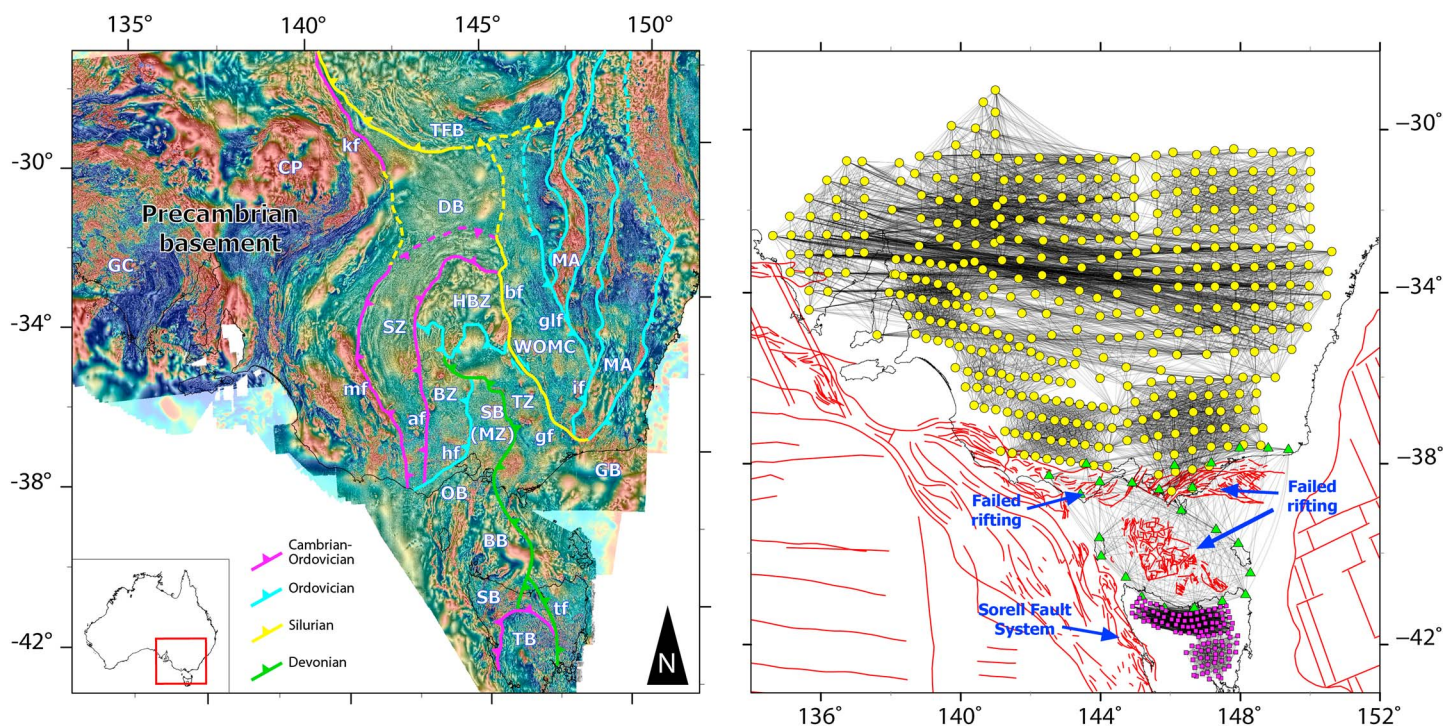 135° 140° 145° 150°
-30°
-34°
-38°
-42°
kf
TFB
CP
DB
Precambrian
basement
GC
MA
HBZ
bf
SZ
glf
WOMC
MA
mf
BZ
TZ
if
af
SB
(MZ)
hf
gf
GB
OB
BB
SB
tf
TB
Cambrian-
Ordovician
Ordovician
Silurian
Devonian
N
-30°
-34°
-38°
-42°
Failed
rifting
Failed
rifting
Sorell Fault
System
136° 140° 144° 148° 152°